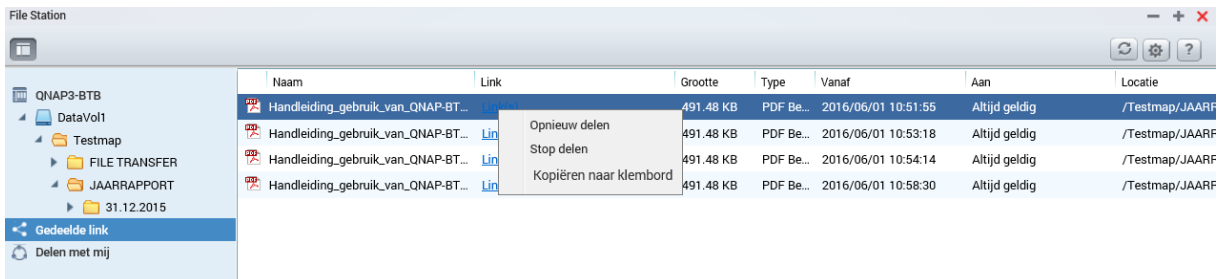 File Station
QNAP3-BTB
DataVol1
Testmap
FILE TRANSFER
JAARRAPPORT
31.12.2015
Gedeelde link
Delen met mij
Naam Link Grootte Type Vanaf Aan Locatie
Handleiding_gebruik_van_QNAP-BT... Link(s) 491.48 KB PDF Be... 2016/06/01 10:51:55 Altijd geldig /Testmap/JAARR
Handleiding_gebruik_van_QNAP-BT... Lin 491.48 KB PDF Be... 2016/06/01 10:53:18 Altijd geldig /Testmap/JAARR
Handleiding_gebruik_van_QNAP-BT... Lin 491.48 KB PDF Be... 2016/06/01 10:54:14 Altijd geldig /Testmap/JAARR
Handleiding_gebruik_van_QNAP-BT... Lin 491.48 KB PDF Be... 2016/06/01 10:58:30 Altijd geldig /Testmap/JAARR
Opnieuw delen
Stop delen
Kopiëren naar klembord